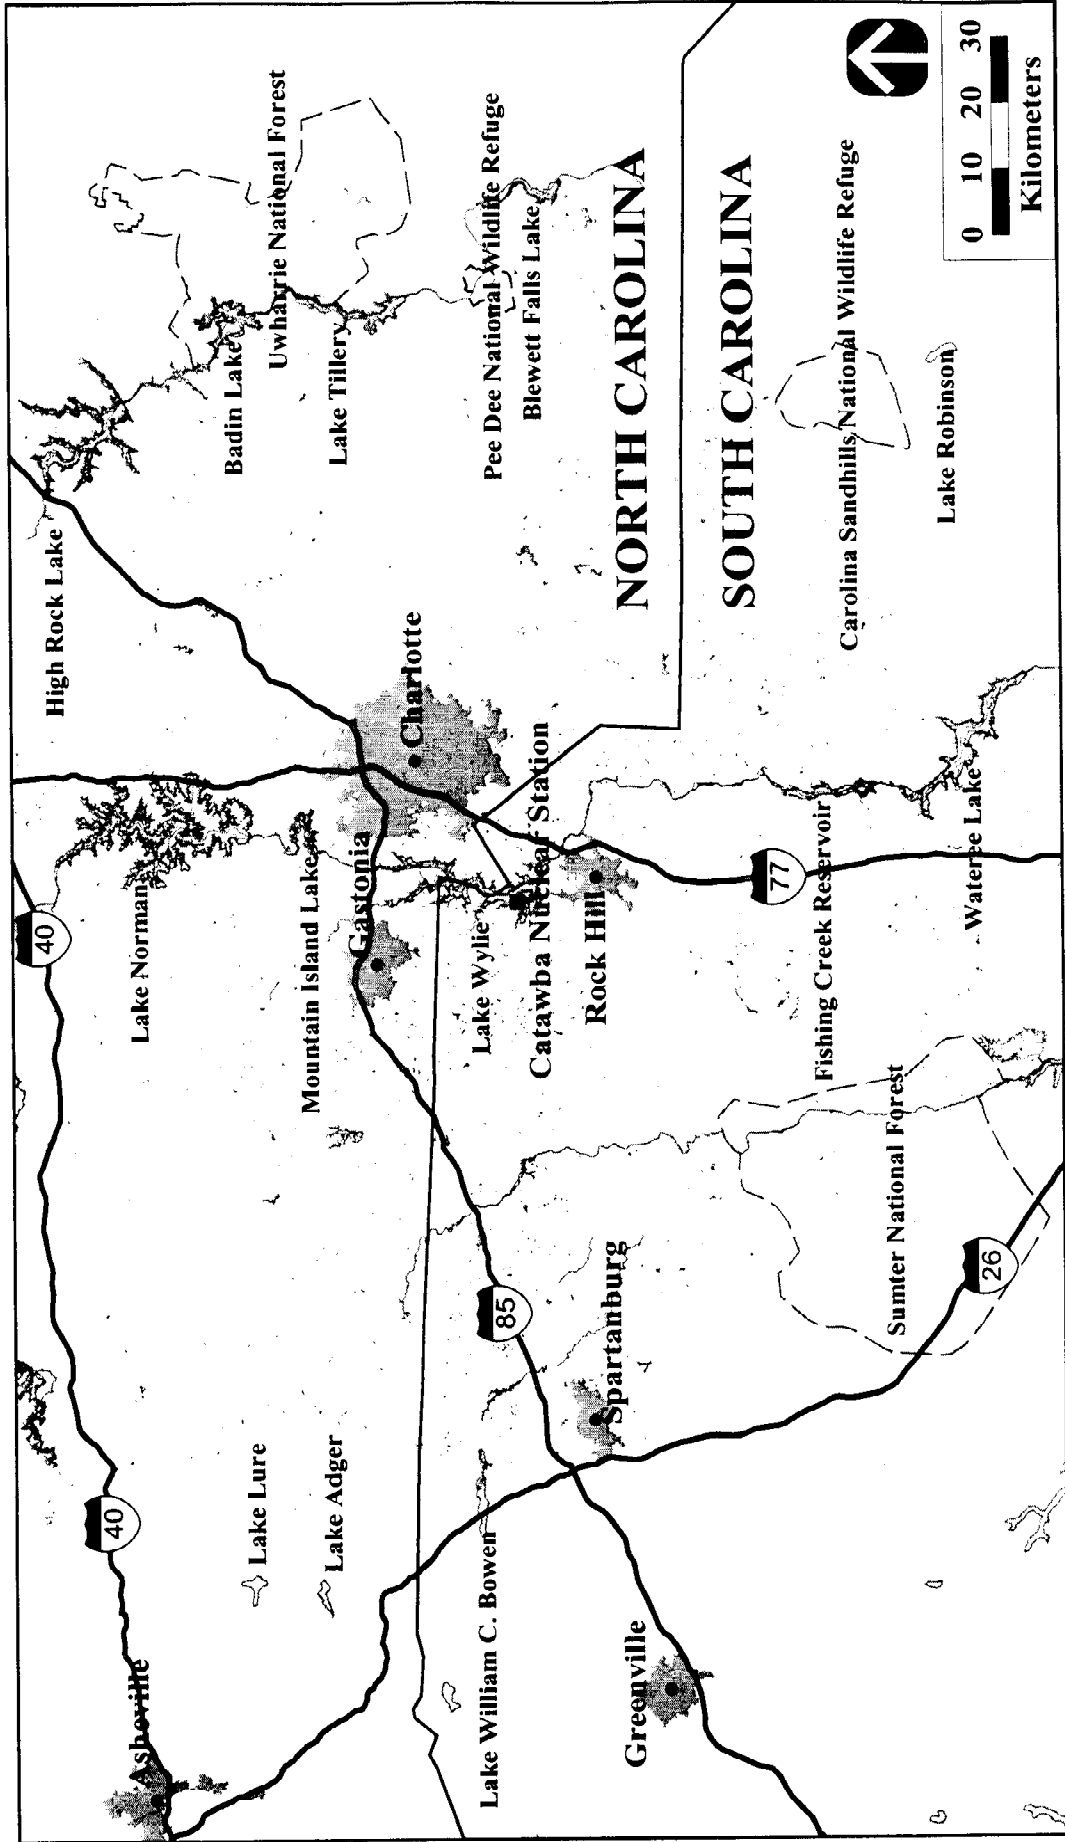 High Rock Lake
Badin Lake
Uwharrie National Forest
Lake Tillery
Pee Dee National Wildlife Refuge
Blewett Falls Lake
NORTH CAROLINA
SOUTH CAROLINA
Carolina Sandhills National Wildlife Refuge
Lake Robinson
0 10 20 30
Kilometers
40
Lake Norman
Mountain Island Lake
Charlotte
Gastonia
Lake Wylie
Catawba Nuclear Station
Rock Hill
77
Fishing Creek Reservoir
Wateree Lake
Sumter National Forest
26
85
Spartanburg
40
Lake Lure
Lake Adger
Lake William C. Bowen
Asheville
Greenville